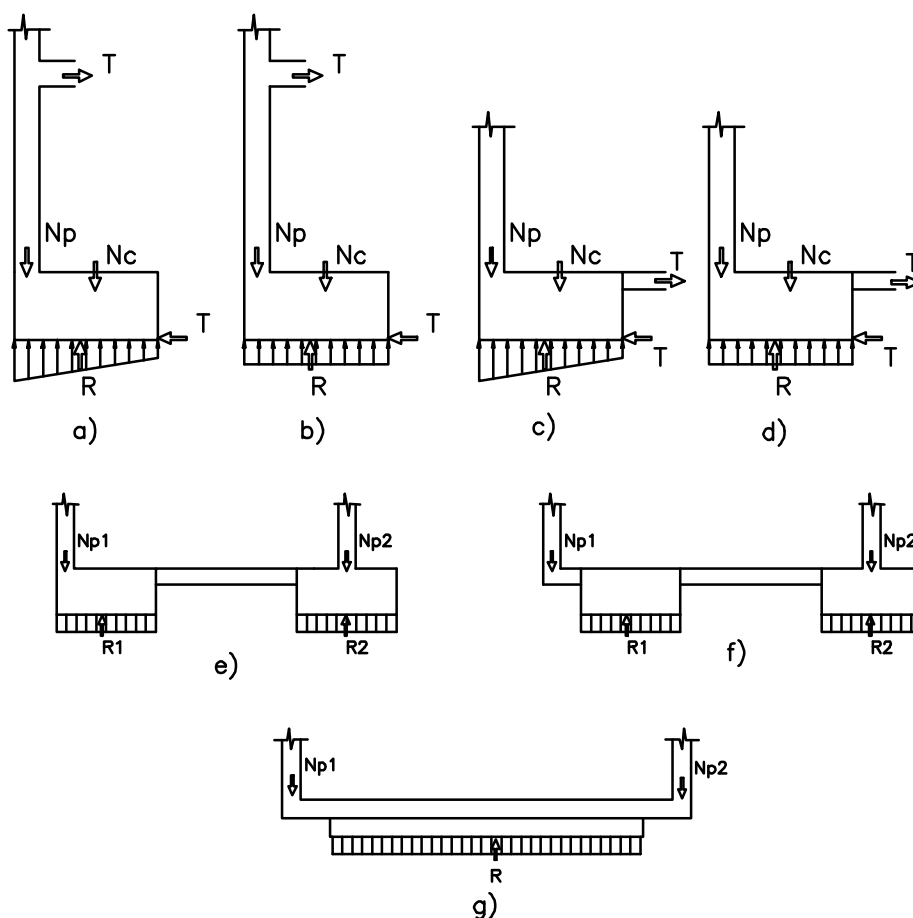 T T
Np Nc Np Nc Np Nc T Np Nc T
T T T T
R R R R
a) b) c) d)
Np1 Np2 Np1 Np2
R1 R2 R1 R2
e) f)
Np1 Np2
R
g)